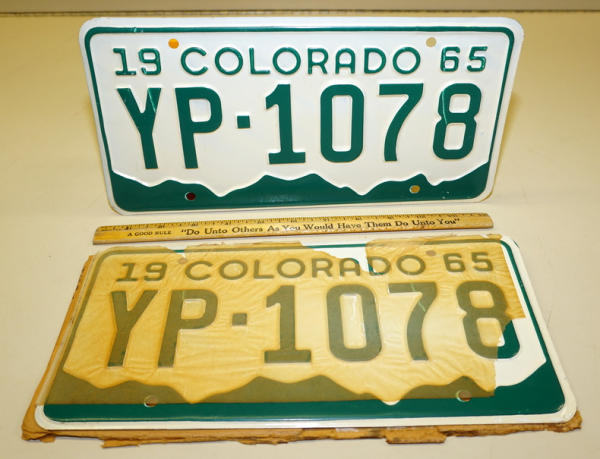 19 COLORADO 65
YP·1078
A GOOD RULE "Do Unto Others As You Would Have Them Do Unto You"
19 COLORADO 65
YP·1078